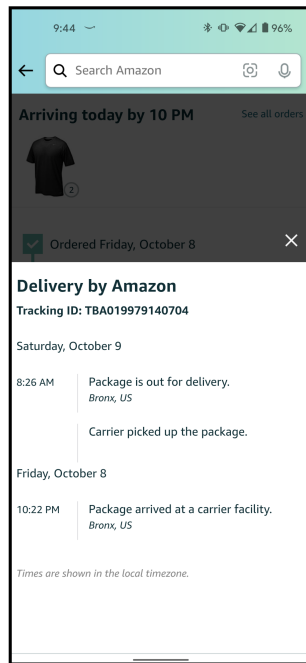 9:44
96%
Search Amazon
Arriving today by 10 PM
See all orders
2
Ordered Friday, October 8
Delivery by Amazon
Tracking ID: TBA019979140704
Saturday, October 9
8:26 AM
Package is out for delivery.
Bronx, US
Carrier picked up the package.
Friday, October 8
10:22 PM
Package arrived at a carrier facility.
Bronx, US
Times are shown in the local timezone.